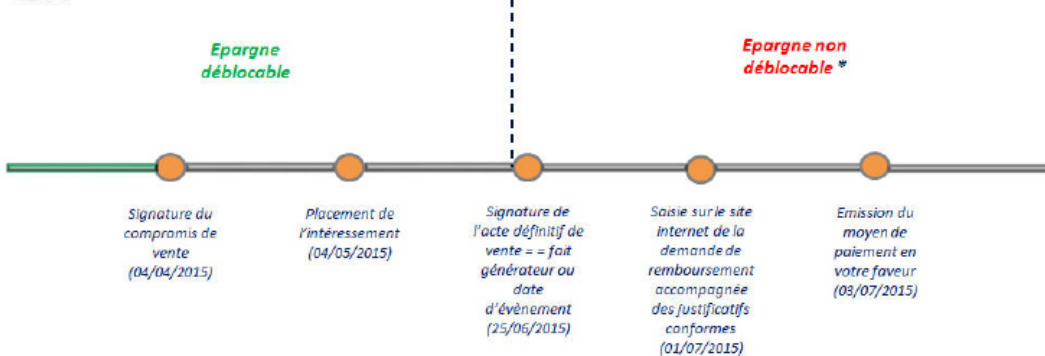 Epargne
déblocable
Epargne non
déblocable *
Signature du
compromis de
vente
(04/04/2015)
Placement de
l'intéressement
(04/05/2015)
Signature de
l'acte définitif de
vente = = fait
générateur ou
date
d'évènement
(25/06/2015)
Saisie sur le site
internet de la
demande de
remboursement
accompagnée
des justificatifs
conformes
(01/07/2015)
Emission du
moyen de
paiement en
votre faveur
(03/07/2015)